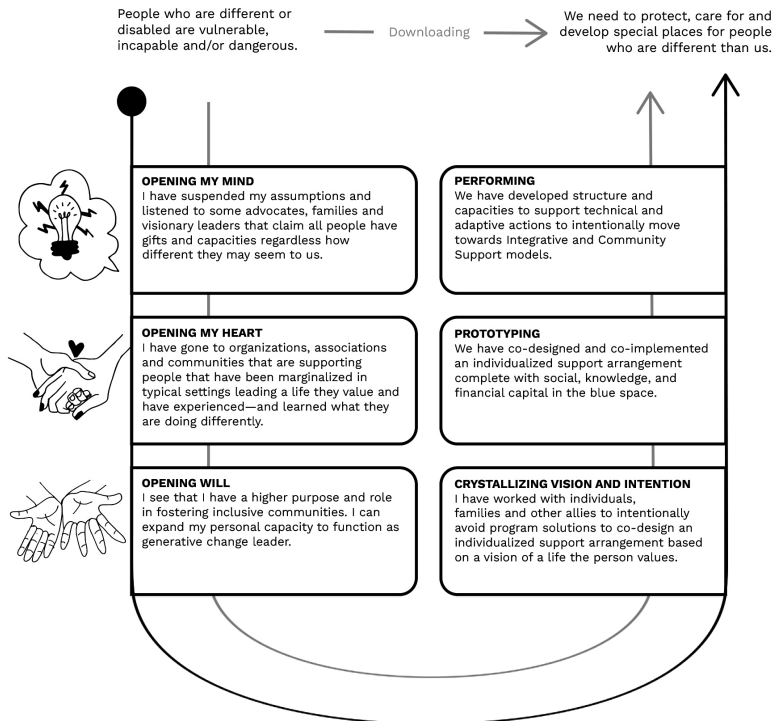 People who are different or
disabled are vulnerable,
incapable and/or dangerous.
Downloading
We need to protect, care for and
develop special places for people
who are different than us.
OPENING MY MIND
I have suspended my assumptions and
listened to some advocates, families and
visionary leaders that claim all people have
gifts and capacities regardless how
different they may seem to us.
PERFORMING
We have developed structure and
capacities to support technical and
adaptive actions to intentionally move
towards Integrative and Community
Support models.
OPENING MY HEART
I have gone to organizations, associations
and communities that are supporting
people that have been marginalized in
typical settings leading a life they value and
have experienced—and learned what they
are doing differently.
PROTOTYPING
We have co-designed and co-implemented
an individualized support arrangement
complete with social, knowledge, and
financial capital in the blue space.
OPENING WILL
I see that I have a higher purpose and role
in fostering inclusive communities. I can
expand my personal capacity to function as
generative change leader.
CRYSTALLIZING VISION AND INTENTION
I have worked with individuals,
families and other allies to intentionally
avoid program solutions to co-design an
individualized support arrangement based
on a vision of a life the person values.